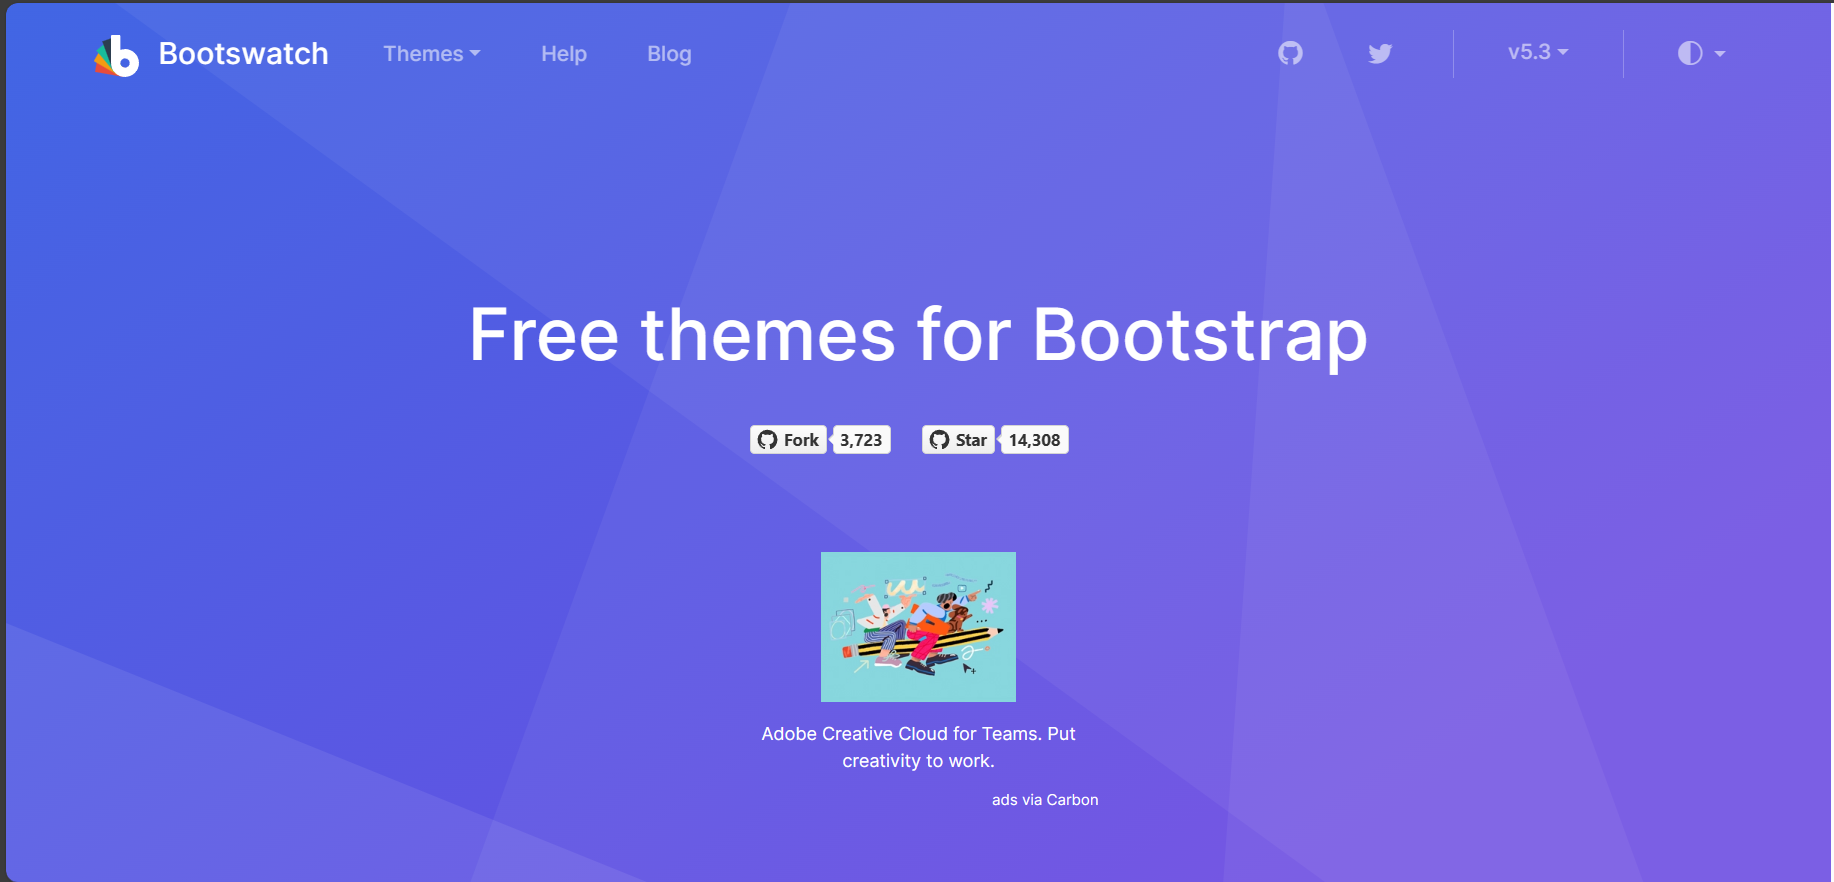 Bootswatch Themes Help Blog v5.3
Free themes for Bootstrap
Fork 3,723 Star 14,308
Adobe Creative Cloud for Teams. Put
creativity to work.
ads via Carbon